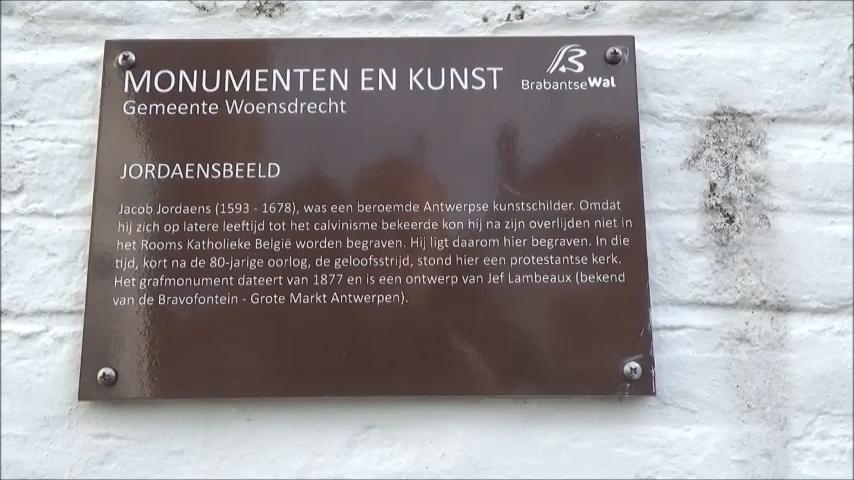 MONUMENTEN EN KUNST
BrabantseWal
Gemeente Woensdrecht
JORDAENSBEELD
Jacob Jordaens (1593 - 1678), was een beroemde Antwerpse kunstschilder. Omdat
hij zich op latere leeftijd tot het calvinisme bekeerde kon hij na zijn overlijden niet in
het Rooms Katholieke België worden begraven. Hij ligt daarom hier begraven. In die
tijd, kort na de 80-jarige oorlog, de geloofsstrijd, stond hier een protestantse kerk.
Het grafmonument dateert van 1877 en is een ontwerp van Jef Lambeaux (bekend
van de Bravofontein - Grote Markt Antwerpen).